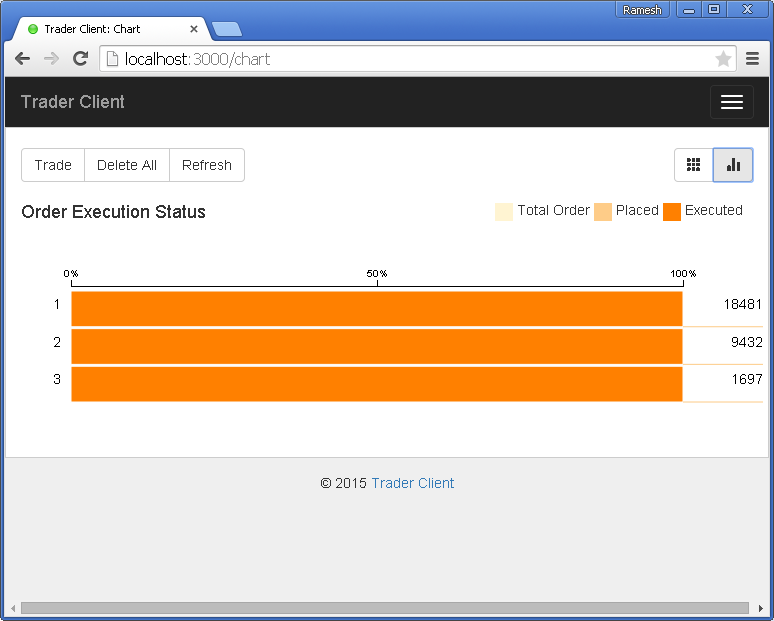 Ramesh
Trader Client: Chart
localhost:3000/chart
Trader Client
Trade Delete All Refresh
Order Execution Status
Total Order Placed Executed
0% 50% 100%
1 18481
2 9432
3 1697
© 2015 Trader Client